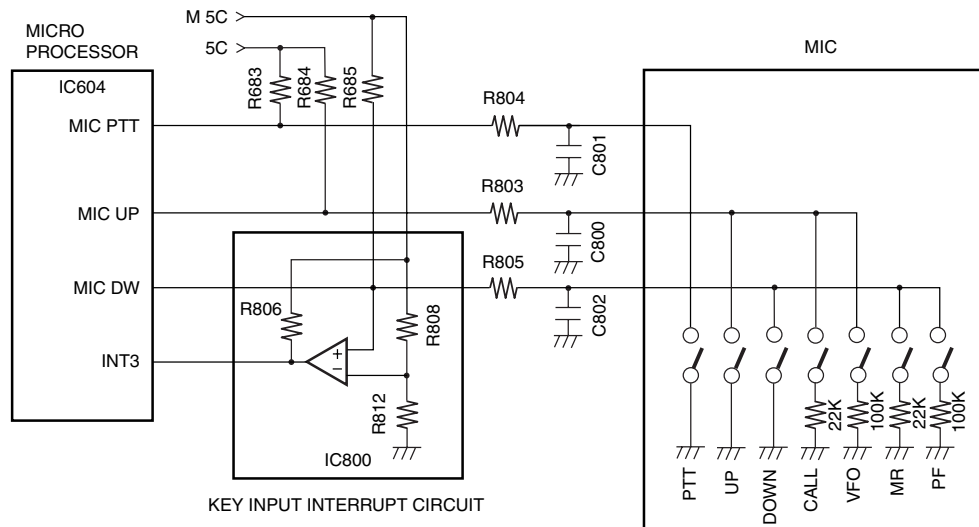 M 5C
MICRO
PROCESSOR
5C
MIC
IC604
R683
R684
R685
R804
MIC PTT
C801
R803
MIC UP
C800
R805
MIC DW
R806
R808
C802
INT3
+
−
R812
22K
100K
22K
100K
IC800
PTT
UP
DOWN
CALL
VFO
MR
PF
KEY INPUT INTERRUPT CIRCUIT